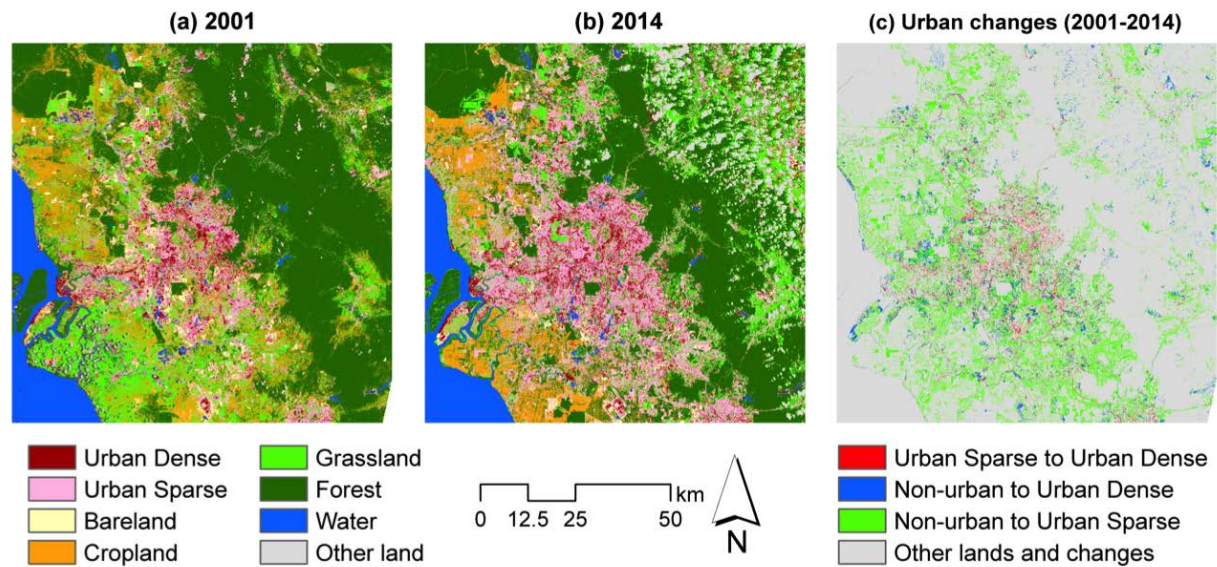 (a) 2001
(b) 2014
(c) Urban changes (2001-2014)
Urban Dense
Urban Sparse
Bareland
Cropland
Grassland
Forest
Water
Other land
km
0 12.5 25 50
N
Urban Sparse to Urban Dense
Non-urban to Urban Dense
Non-urban to Urban Sparse
Other lands and changes